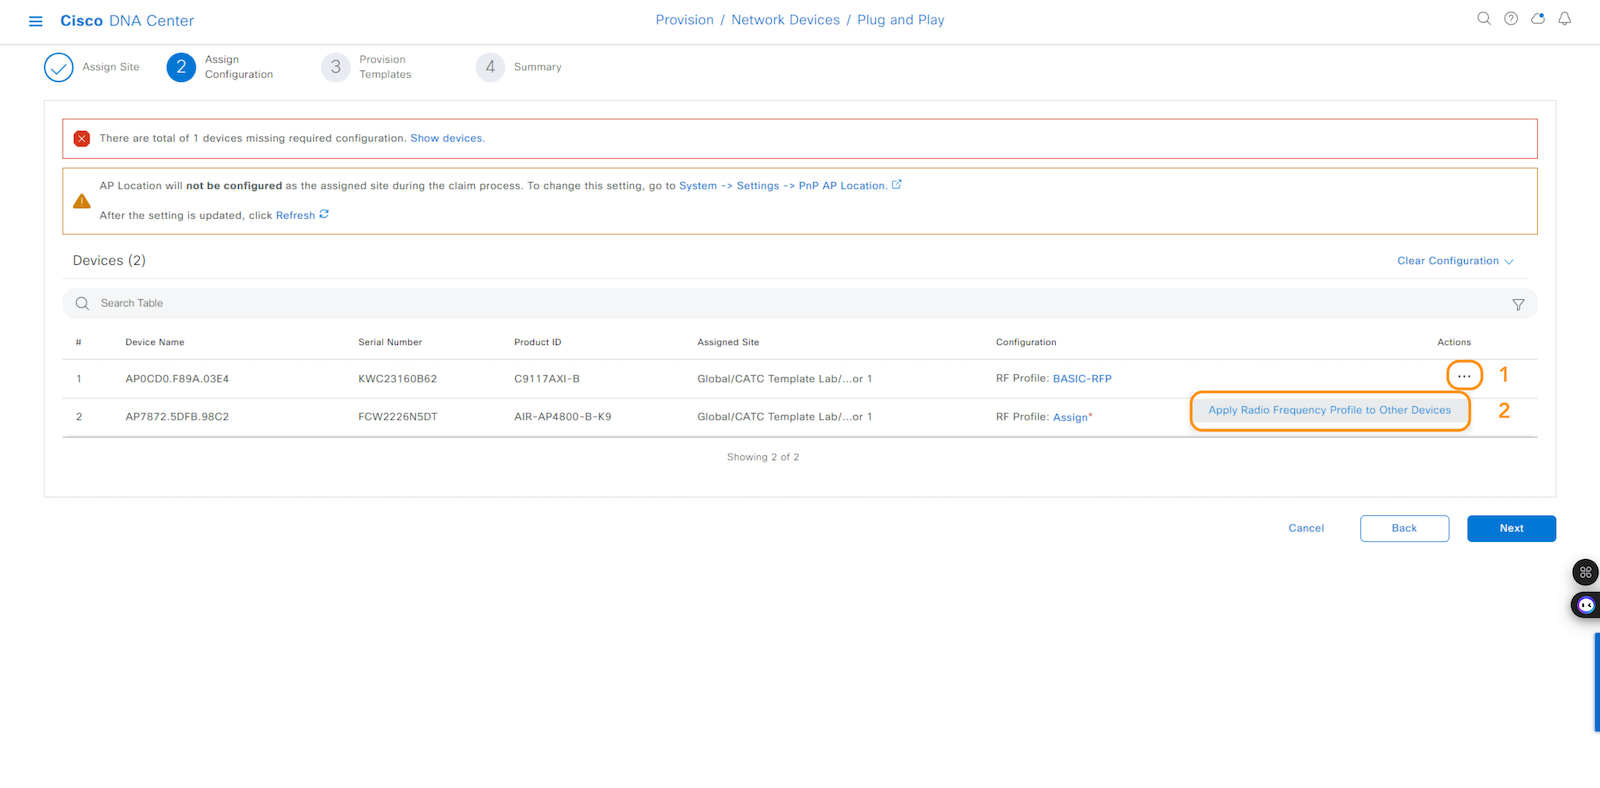 Cisco DNA Center
Provision / Network Devices / Plug and Play
Assign Site
2
Assign
Configuration
3
Provision
Templates
4
Summary
There are total of 1 devices missing required configuration. Show devices.
AP Location will not be configured as the assigned site during the claim process. To change this setting, go to System -> Settings -> PnP AP Location.
After the setting is updated, click Refresh
Devices (2)
Clear Configuration
Search Table
# Device Name Serial Number Product ID Assigned Site Configuration Actions
1 AP0CD0.F89A.03E4 KWC23160B62 C9117AXI-B Global/CATC Template Lab/...or 1 RF Profile: BASIC-RFP ... 1
2 AP7872.5DFB.98C2 FCW2226N5DT AIR-AP4800-B-K9 Global/CATC Template Lab/...or 1 RF Profile: Assign*
Apply Radio Frequency Profile to Other Devices 2
Showing 2 of 2
Cancel
Back
Next